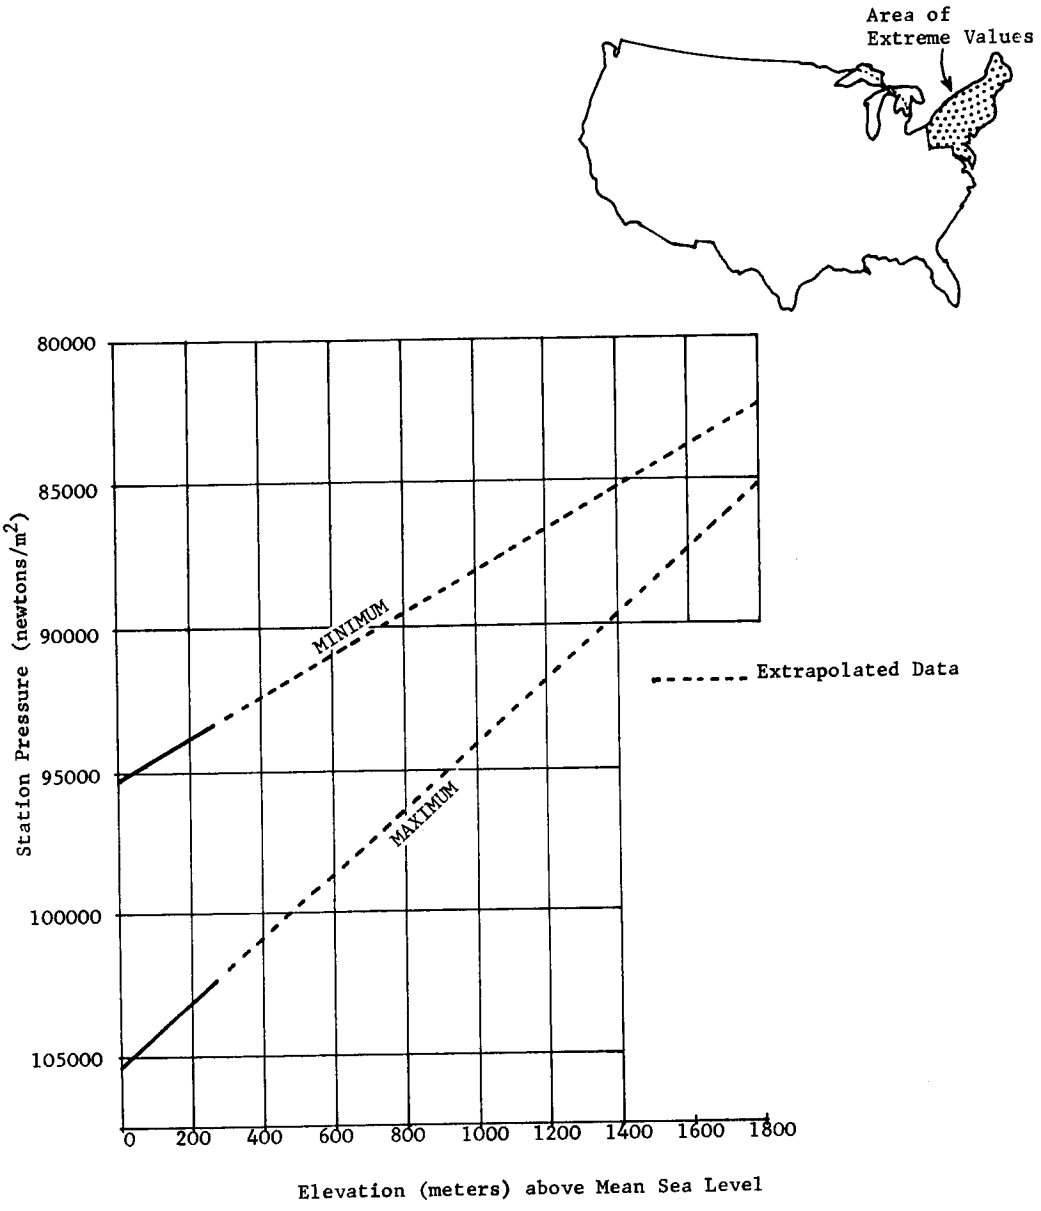 Area of
Extreme Values
80000
85000
90000
95000
100000
105000
Station Pressure (newtons/m²)
MINIMUM
MAXIMUM
Extrapolated Data
0 200 400 600 800 1000 1200 1400 1600 1800
Elevation (meters) above Mean Sea Level